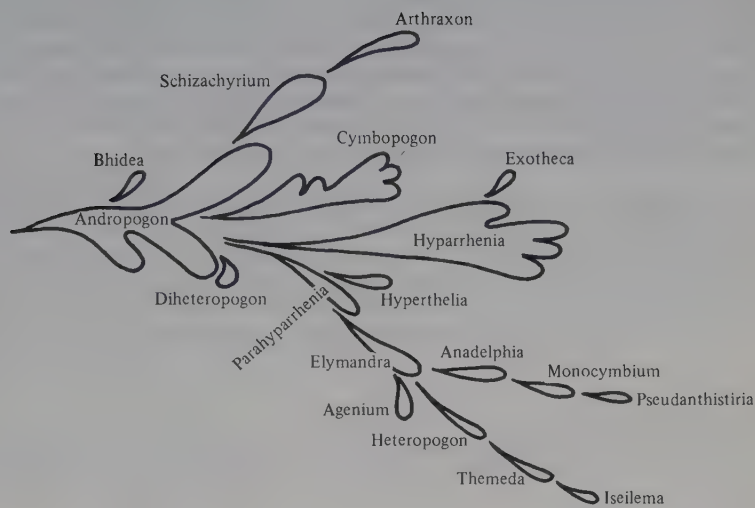 Arthraxon
Schizachyrium
Cymbopogon
Bhidea
Exotheca
Andropogon
Hyparrhenia
Diheteropogon
Hyperthelia
Parahyparrhenia
Elymandra
Anadelphia
Monocymbium
Pseudanthistiria
Agenium
Heteropogon
Themeda
Iseilema